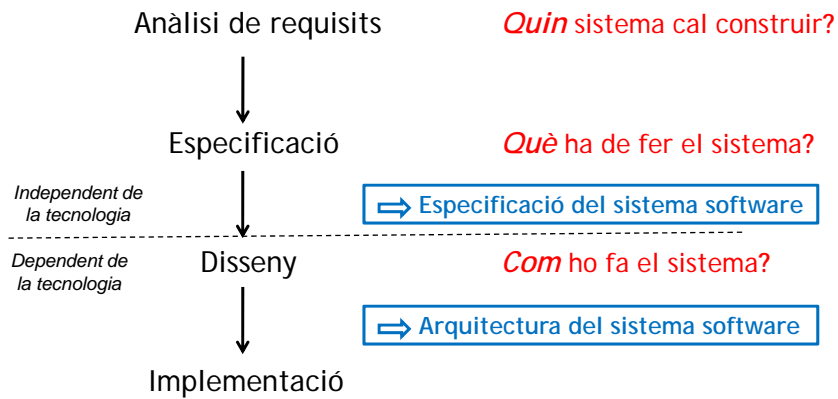 Anàlisi de requisits
Quin sistema cal construir?
Especificació
Què ha de fer el sistema?
Independent de
la tecnologia
⇨ Especificació del sistema software
Dependent de
la tecnologia
Disseny
Com ho fa el sistema?
⇨ Arquitectura del sistema software
Implementació